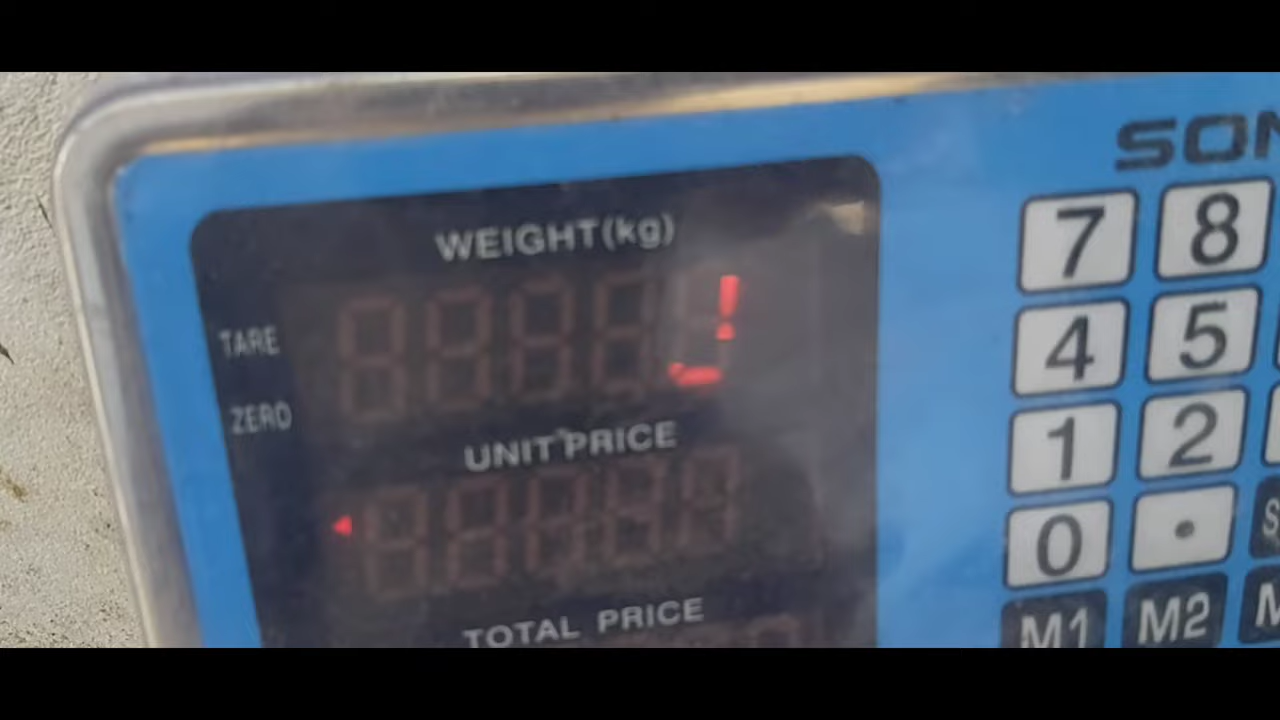 SON
WEIGHT(kg)
7 8
TARE
4 5
ZERO
UNIT PRICE
1 2
0 .
TOTAL PRICE
M1 M2 M